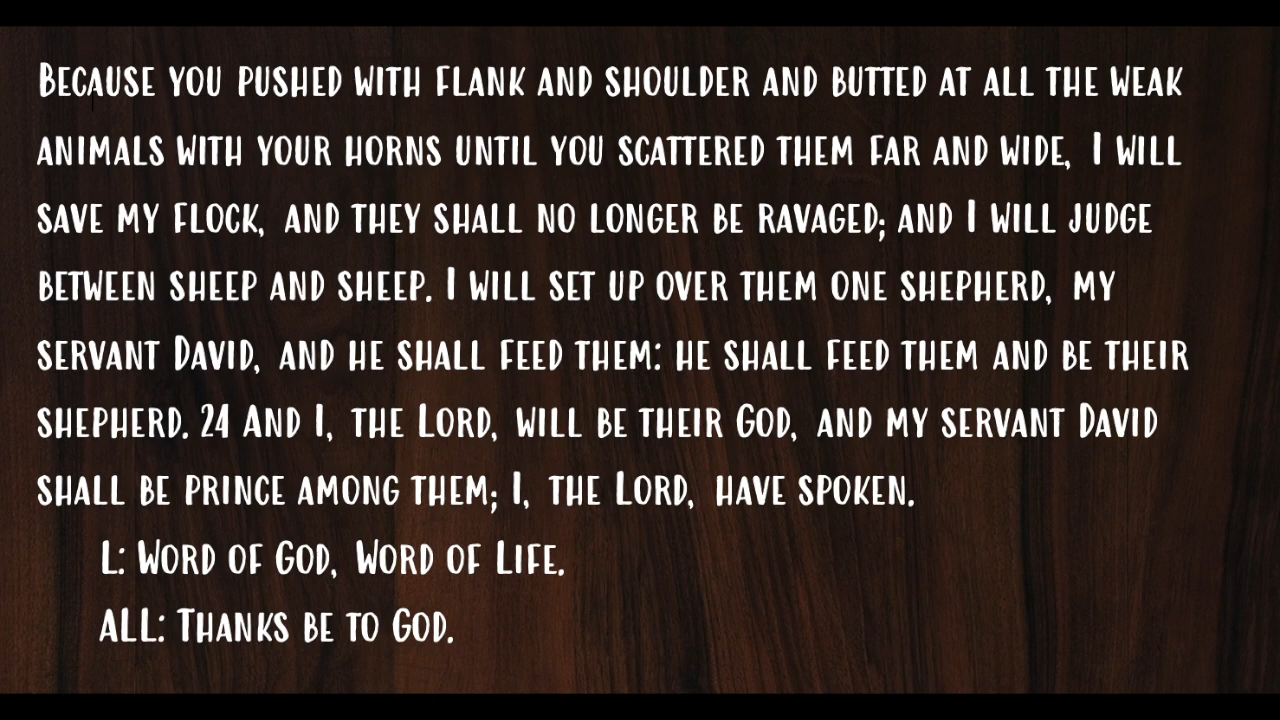 Because you pushed with flank and shoulder and butted at all the weak
animals with your horns until you scattered them far and wide, I will
save my flock, and they shall no longer be ravaged; and I will judge
between sheep and sheep. I will set up over them one shepherd, my
servant David, and he shall feed them: he shall feed them and be their
shepherd. 24 And I, the Lord, will be their God, and my servant David
shall be prince among them; I, the Lord, have spoken.
L: Word of God, Word of Life.
ALL: Thanks be to God.